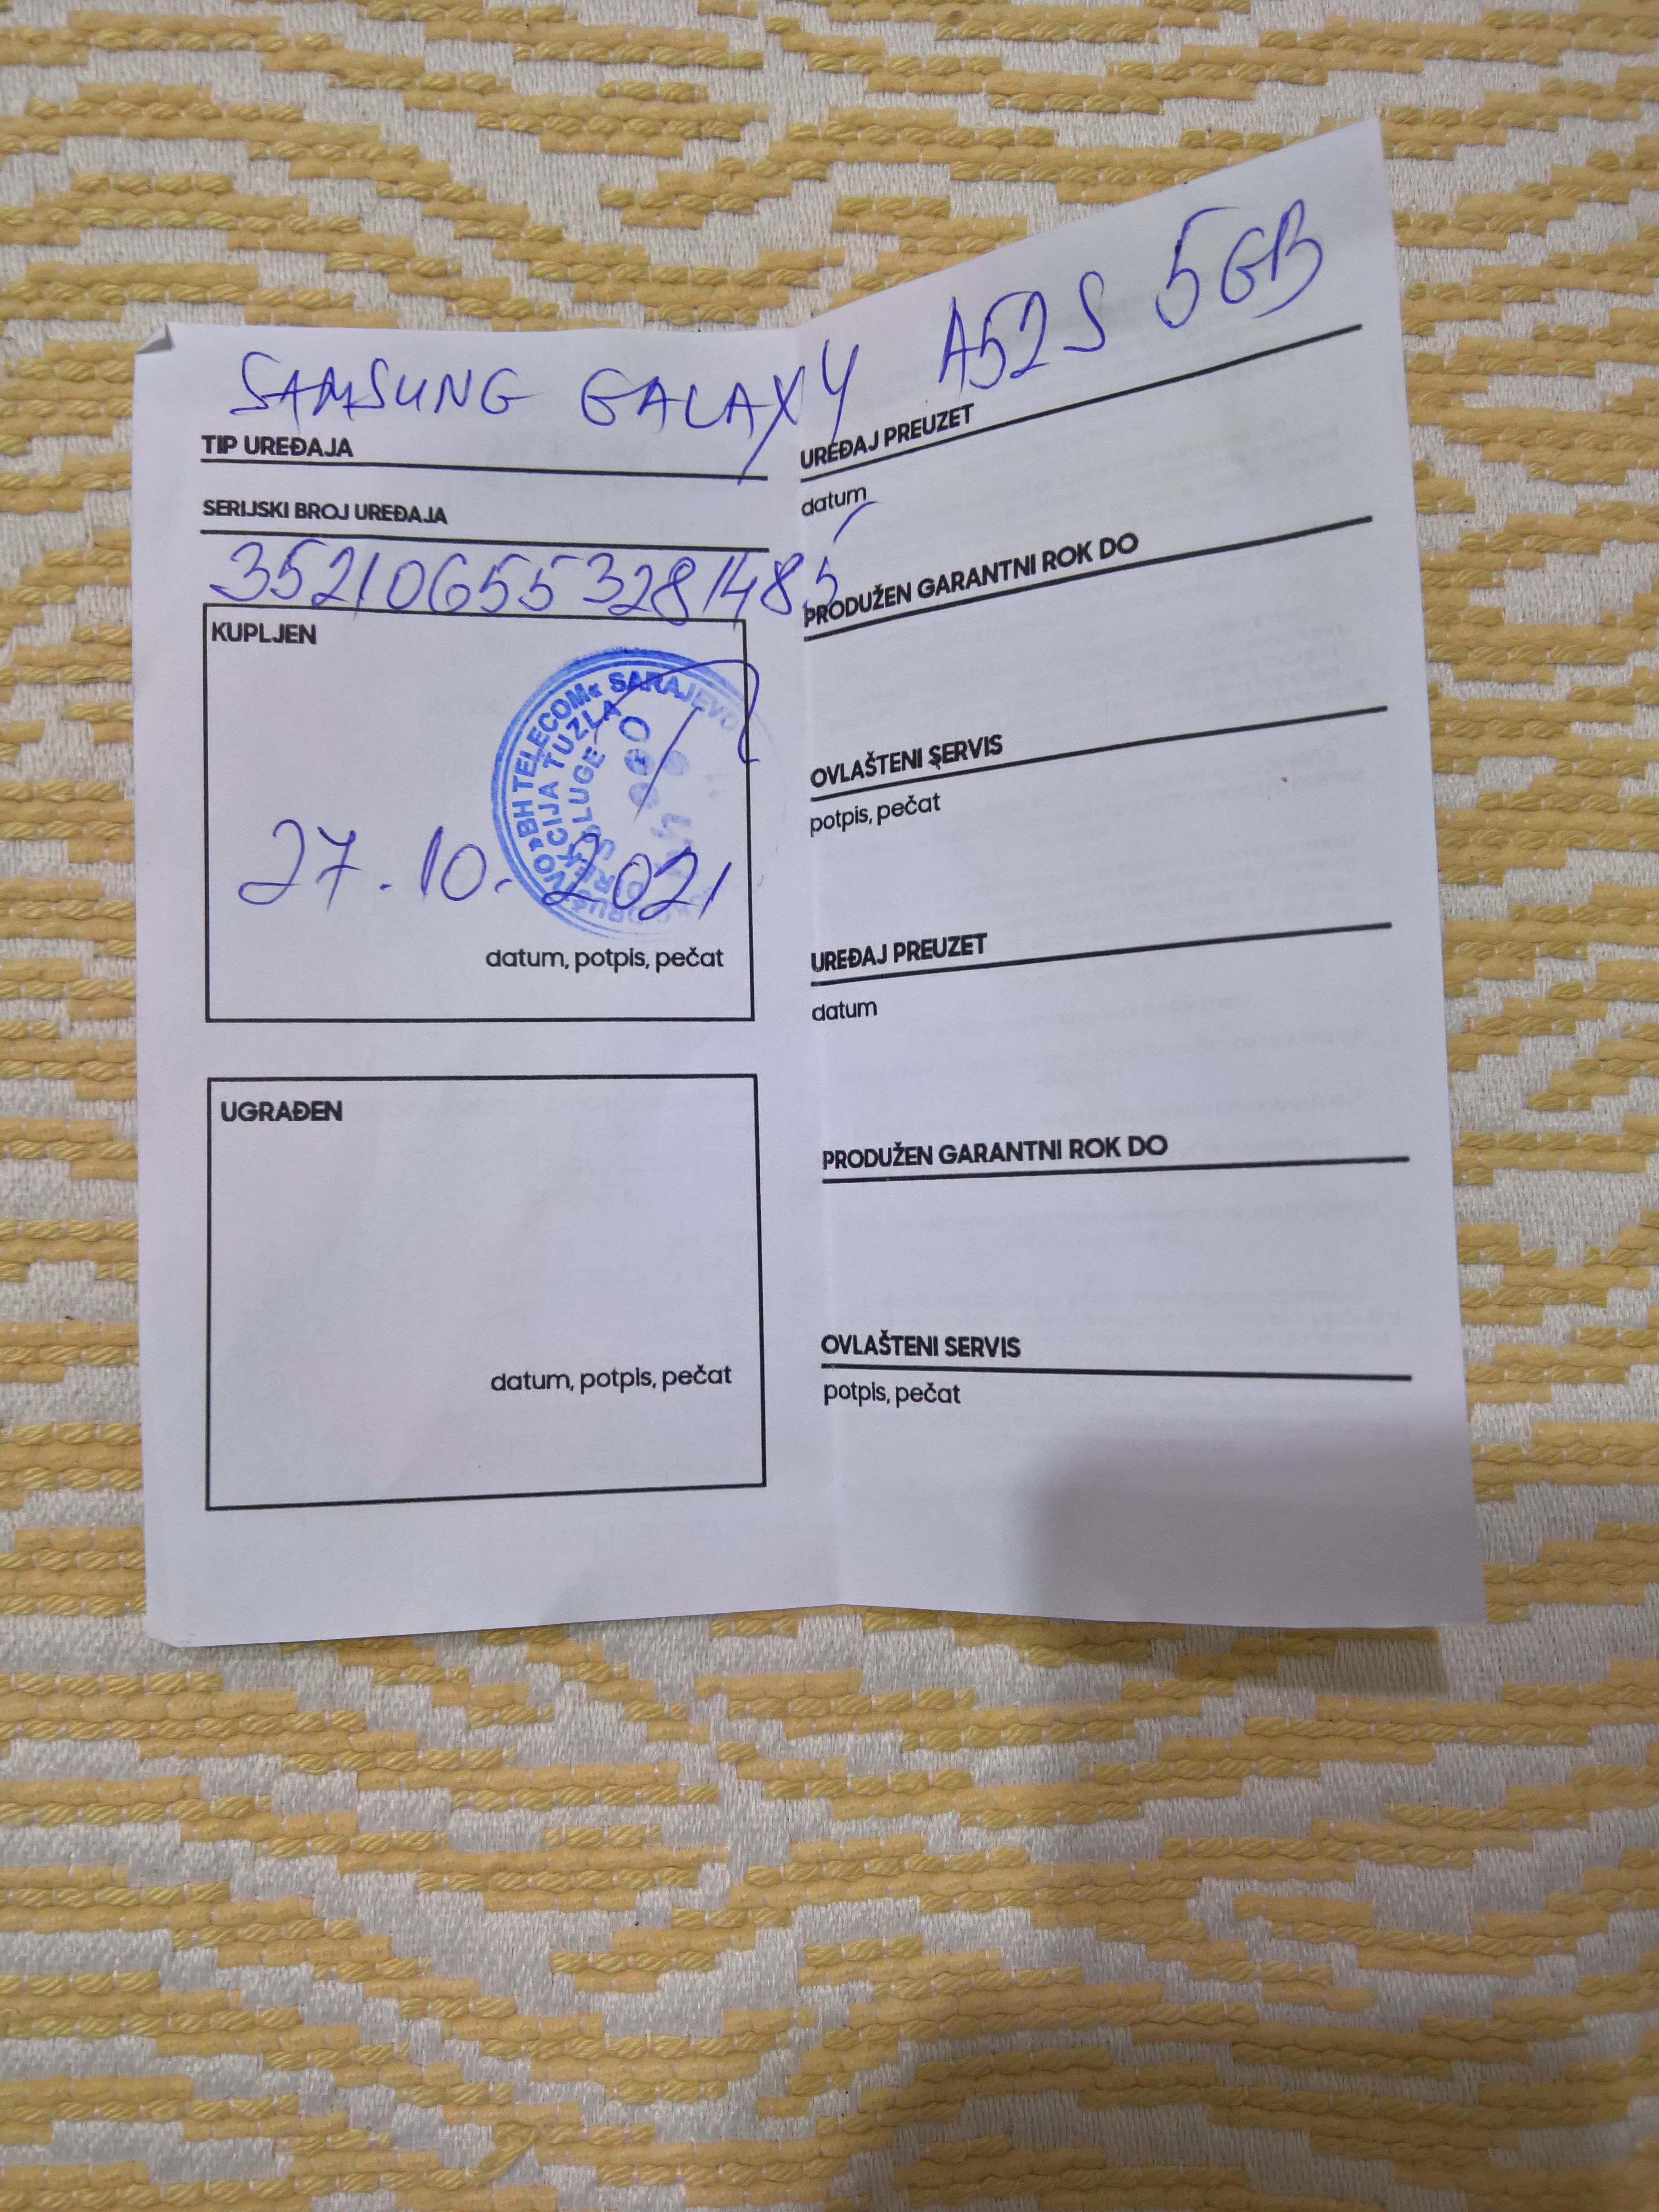 SAMSUNG GALAXY A52S 5GB
TIP UREĐAJA
SERIJSKI BROJ UREĐAJA
352106553281485
KUPLJEN
»BH TELECOM« SARAJEVO
CIJA TUZLA
27.10.2021
datum, potpis, pečat
UGRAĐEN
datum, potpis, pečat
UREĐAJ PREUZET
datum
PRODUŽEN GARANTNI ROK DO
OVLAŠTENI SERVIS
potpis, pečat
UREĐAJ PREUZET
datum
PRODUŽEN GARANTNI ROK DO
OVLAŠTENI SERVIS
potpis, pečat